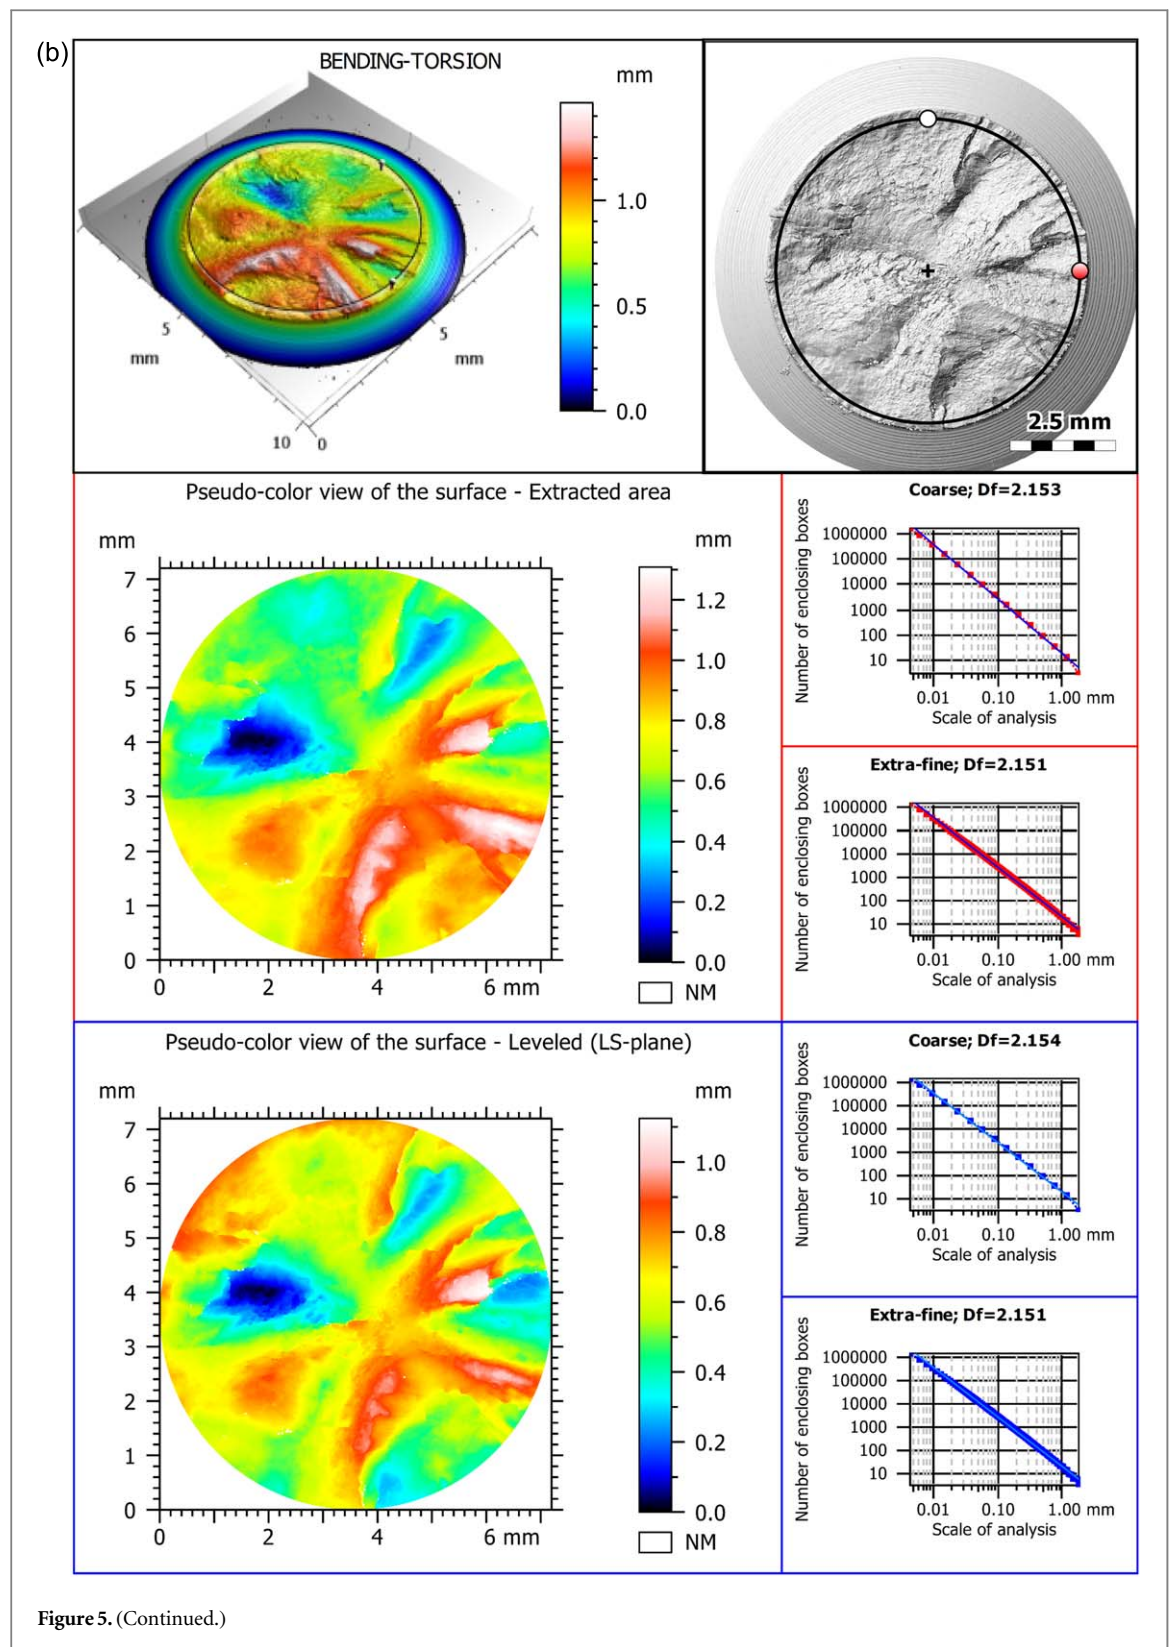 (b)
BENDING-TORSION
mm
1.0
0.5
0.0
5
mm
5
mm
10
0
2.5 mm
Pseudo-color view of the surface - Extracted area
mm
7
6
5
4
3
2
1
0
0 2 4 6 mm
mm
1.2
1.0
0.8
0.6
0.4
0.2
0.0
NM
Coarse; Df=2.153
Number of enclosing boxes
1000000
100000
10000
1000
100
10
0.01 0.10 1.00 mm
Scale of analysis
Extra-fine; Df=2.151
Number of enclosing boxes
1000000
100000
10000
1000
100
10
0.01 0.10 1.00 mm
Scale of analysis
Pseudo-color view of the surface - Leveled (LS-plane)
mm
7
6
5
4
3
2
1
0
0 2 4 6 mm
mm
1.0
0.8
0.6
0.4
0.2
0.0
NM
Coarse; Df=2.154
Number of enclosing boxes
1000000
100000
10000
1000
100
10
0.01 0.10 1.00 mm
Scale of analysis
Extra-fine; Df=2.151
Number of enclosing boxes
1000000
100000
10000
1000
100
10
0.01 0.10 1.00 mm
Scale of analysis
Figure 5. (Continued.)